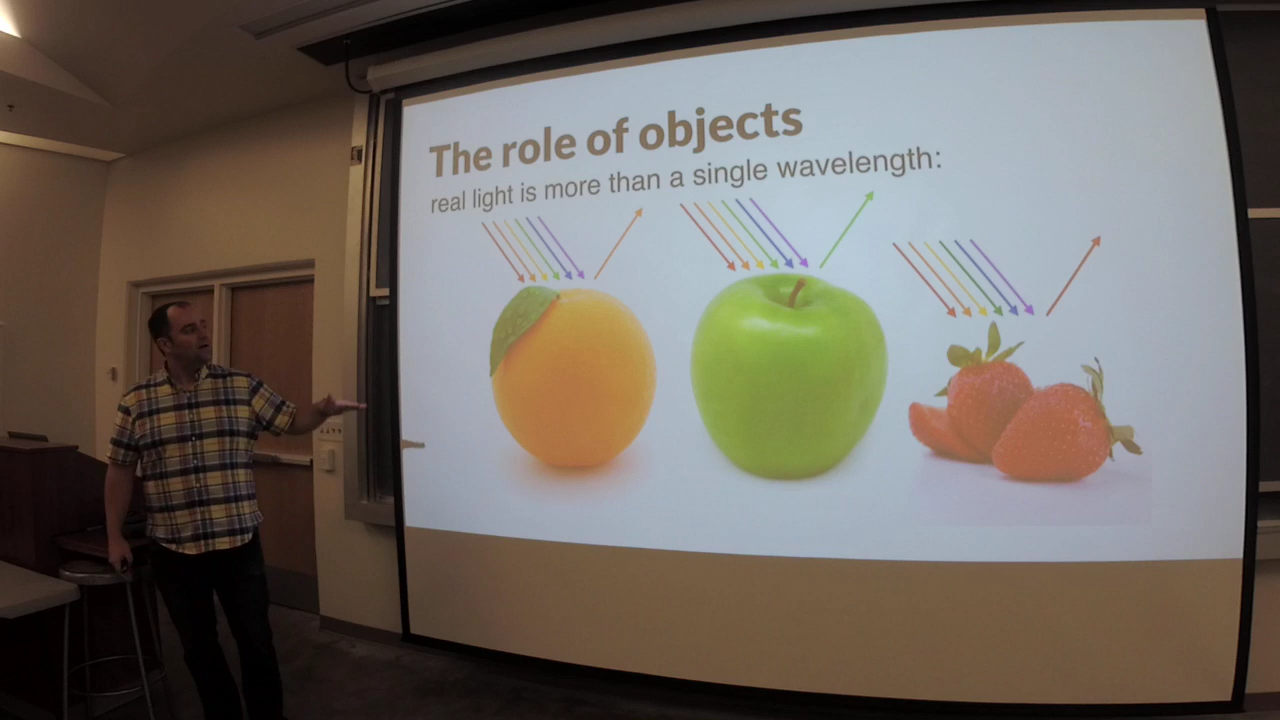 The role of objects
real light is more than a single wavelength: